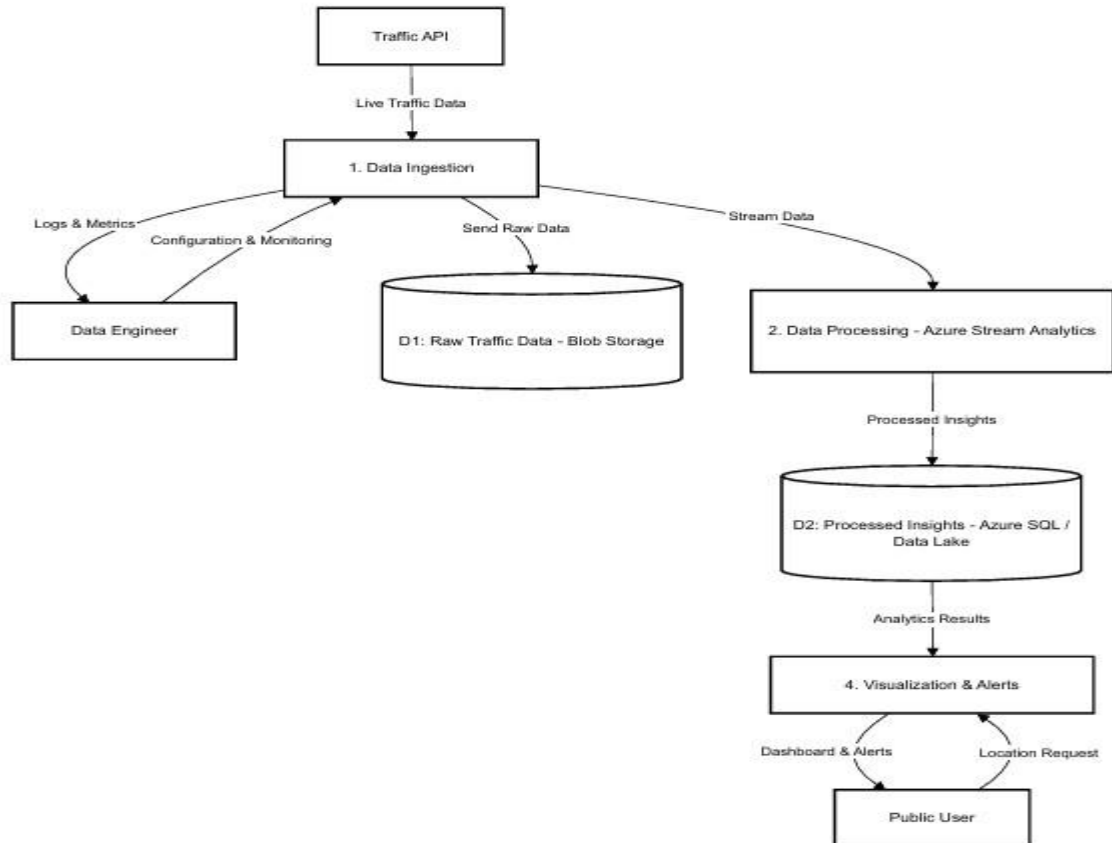 Traffic API
Live Traffic Data
1. Data Ingestion
Logs & Metrics
Configuration & Monitoring
Send Raw Data
Stream Data
Data Engineer
D1: Raw Traffic Data - Blob Storage
2. Data Processing - Azure Stream Analytics
Processed Insights
D2: Processed Insights - Azure SQL /
Data Lake
Analytics Results
4. Visualization & Alerts
Dashboard & Alerts
Location Request
Public User